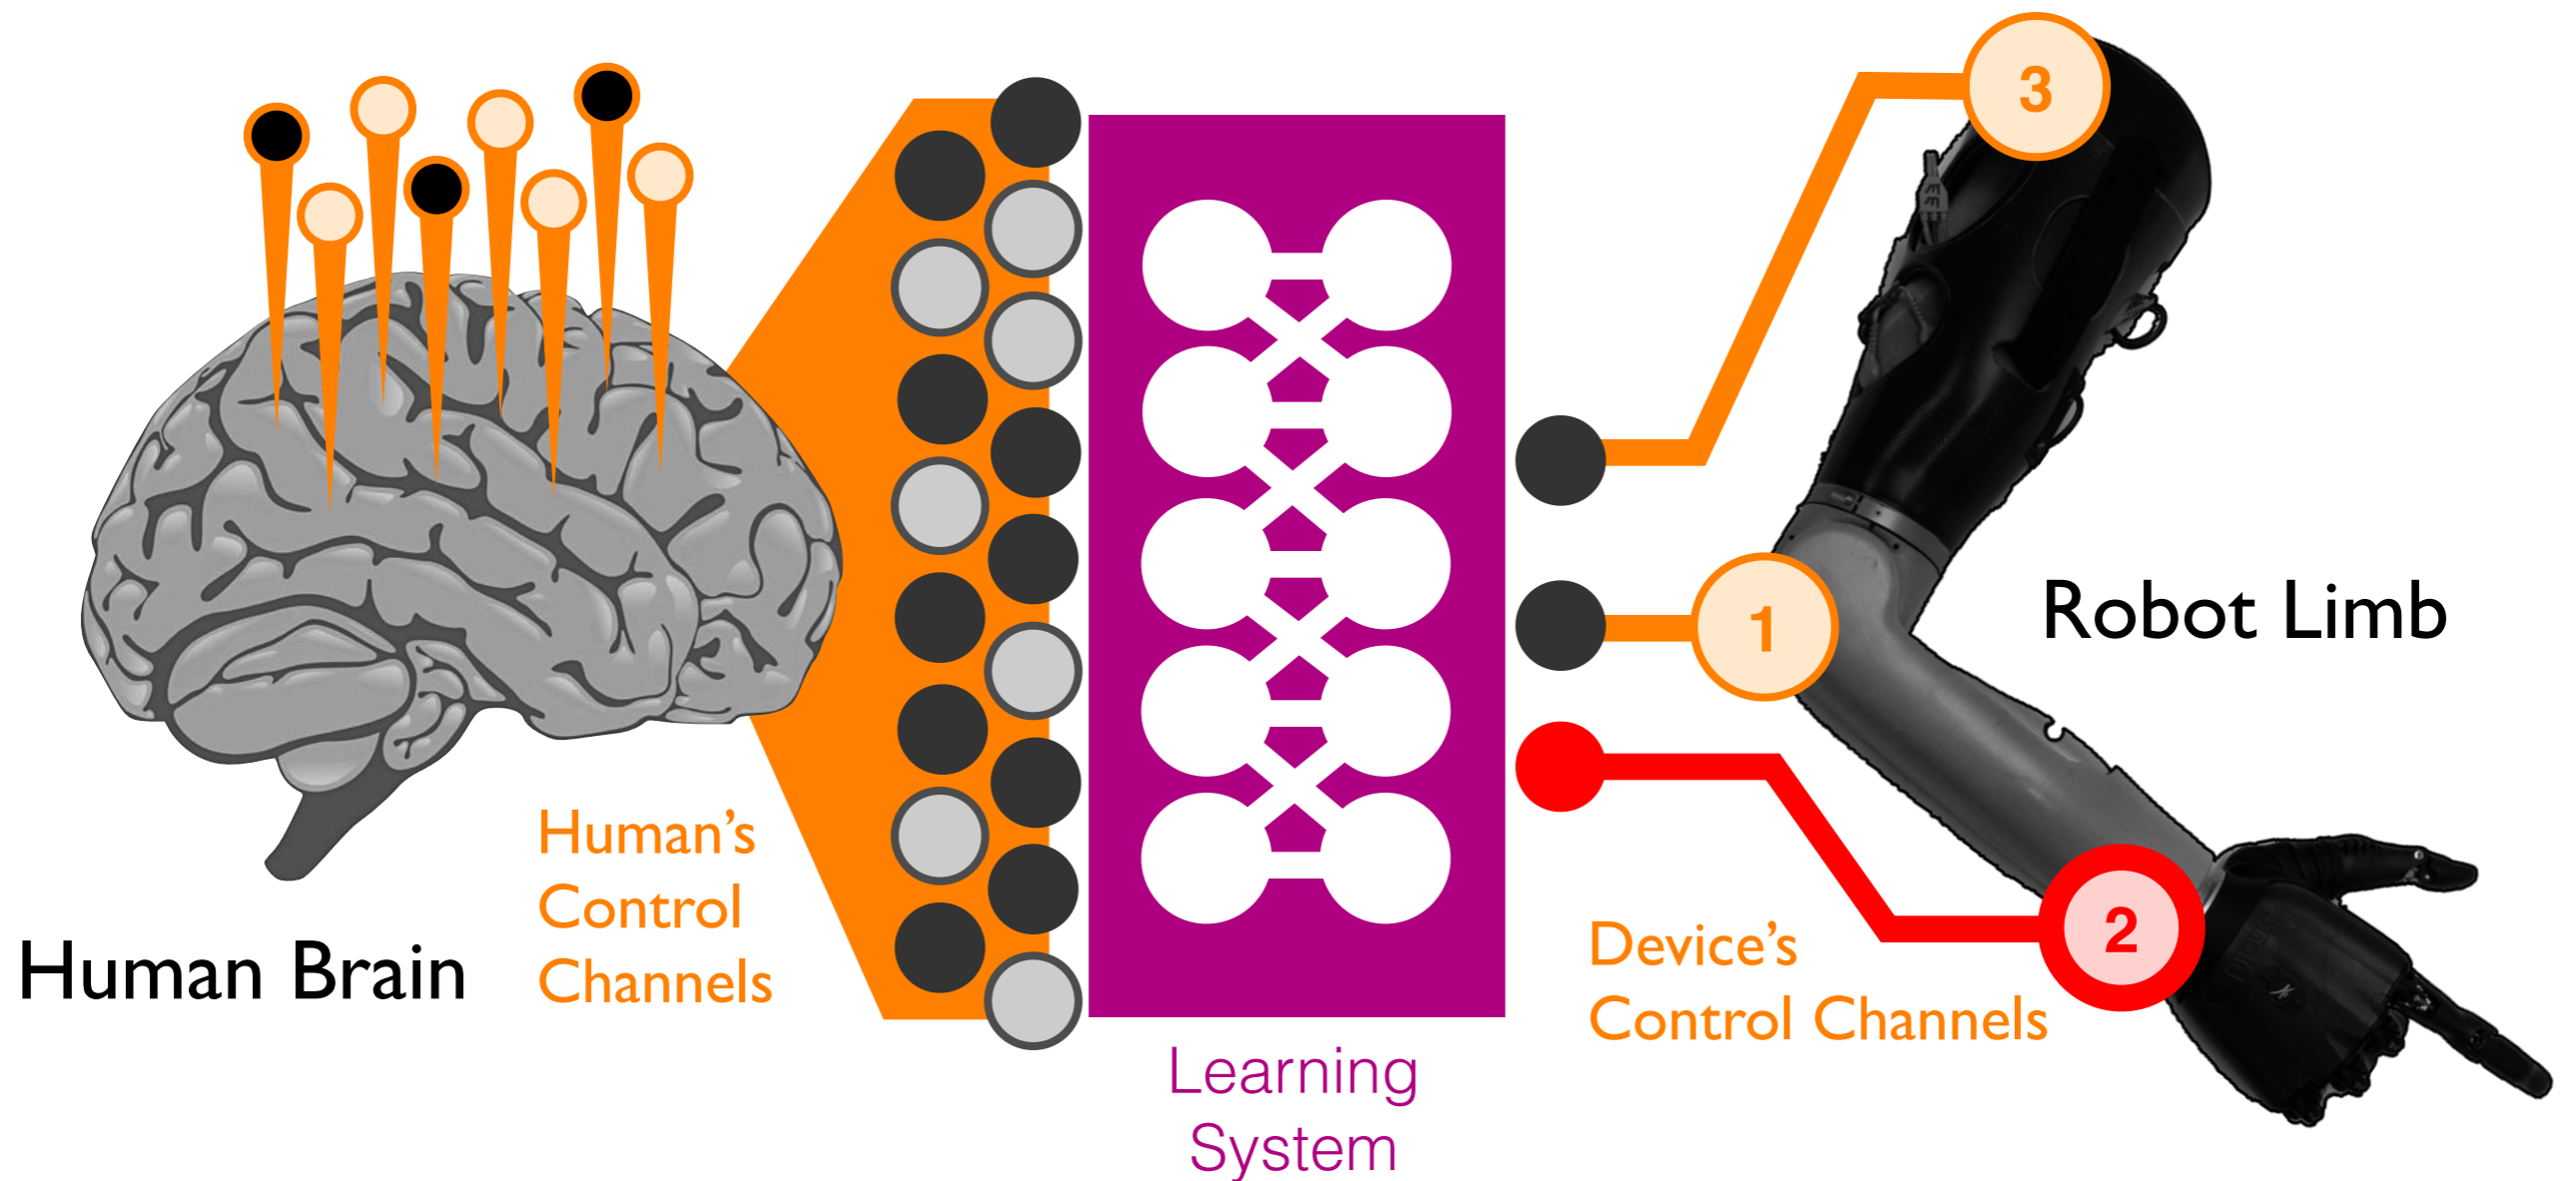 3
1
Robot Limb
2
Human's
Control
Channels
Human Brain
Device's
Control Channels
Learning
System